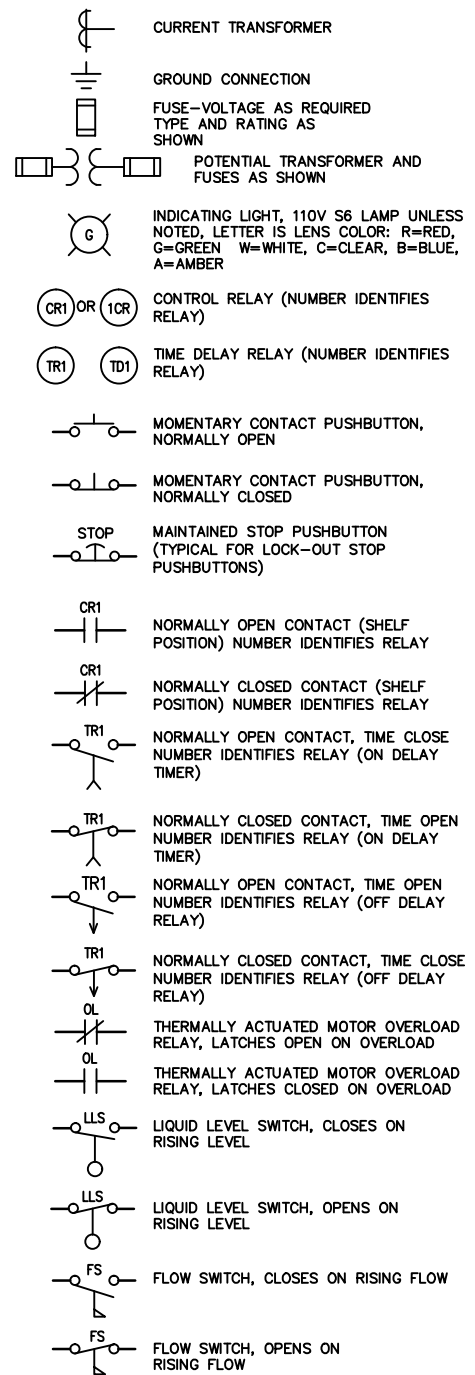 CURRENT TRANSFORMER
GROUND CONNECTION
FUSE-VOLTAGE AS REQUIRED
TYPE AND RATING AS
SHOWN
POTENTIAL TRANSFORMER AND
FUSES AS SHOWN
G
INDICATING LIGHT, 110V S6 LAMP UNLESS
NOTED, LETTER IS LENS COLOR: R=RED,
G=GREEN W=WHITE, C=CLEAR, B=BLUE,
A=AMBER
CR1 OR 1CR
CONTROL RELAY (NUMBER IDENTIFIES
RELAY)
TR1 TD1
TIME DELAY RELAY (NUMBER IDENTIFIES
RELAY)
MOMENTARY CONTACT PUSHBUTTON,
NORMALLY OPEN
MOMENTARY CONTACT PUSHBUTTON,
NORMALLY CLOSED
STOP
MAINTAINED STOP PUSHBUTTON
(TYPICAL FOR LOCK-OUT STOP
PUSHBUTTONS)
CR1
NORMALLY OPEN CONTACT (SHELF
POSITION) NUMBER IDENTIFIES RELAY
CR1
NORMALLY CLOSED CONTACT (SHELF
POSITION) NUMBER IDENTIFIES RELAY
TR1
NORMALLY OPEN CONTACT, TIME CLOSE
NUMBER IDENTIFIES RELAY (ON DELAY
TIMER)
TR1
NORMALLY CLOSED CONTACT, TIME OPEN
NUMBER IDENTIFIES RELAY (ON DELAY
TIMER)
TR1
NORMALLY OPEN CONTACT, TIME OPEN
NUMBER IDENTIFIES RELAY (OFF DELAY
RELAY)
TR1
NORMALLY CLOSED CONTACT, TIME CLOSE
NUMBER IDENTIFIES RELAY (OFF DELAY
RELAY)
OL
THERMALLY ACTUATED MOTOR OVERLOAD
RELAY, LATCHES OPEN ON OVERLOAD
OL
THERMALLY ACTUATED MOTOR OVERLOAD
RELAY, LATCHES CLOSED ON OVERLOAD
LLS
LIQUID LEVEL SWITCH, CLOSES ON
RISING LEVEL
LLS
LIQUID LEVEL SWITCH, OPENS ON
RISING LEVEL
FS
FLOW SWITCH, CLOSES ON RISING FLOW
FS
FLOW SWITCH, OPENS ON
RISING FLOW